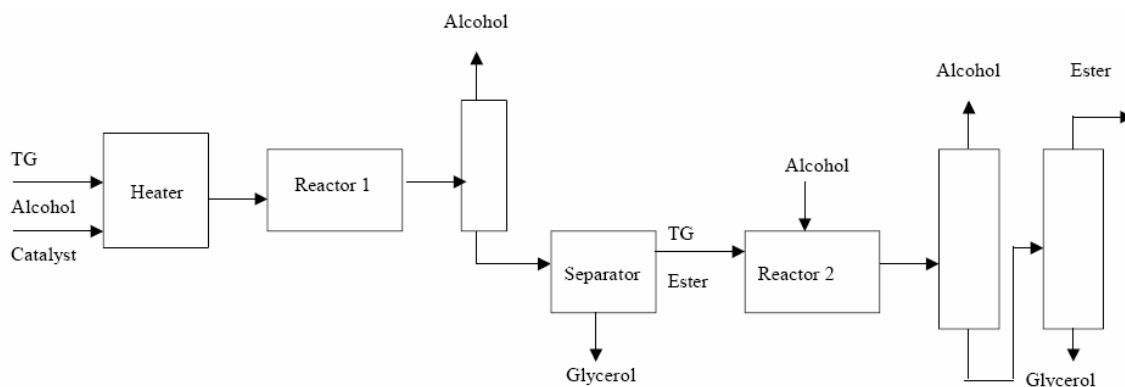 Alcohol
Alcohol
Ester
TG
Heater
Reactor 1
Alcohol
Alcohol
Catalyst
Separator
TG
Ester
Reactor 2
Glycerol
Glycerol